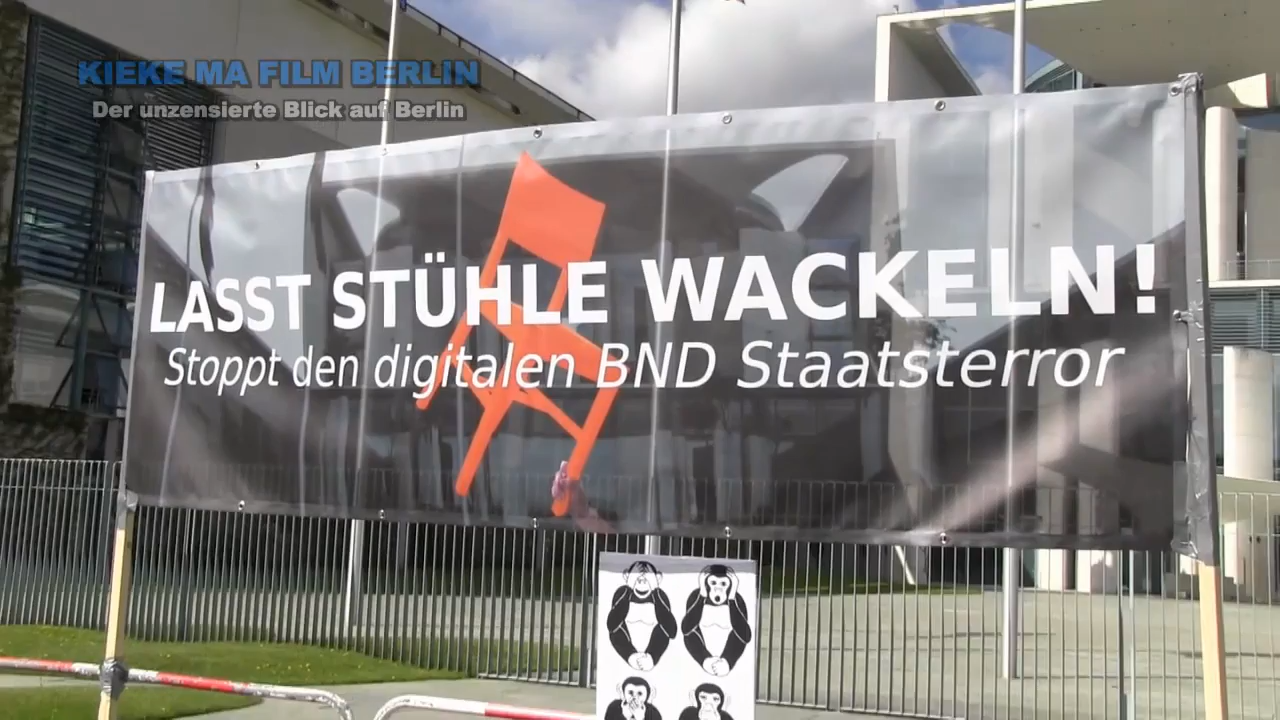 KIEKE MA FILM BERLIN
Der unzensierte Blick auf Berlin
LASST STÜHLE WACKELN!
Stoppt den digitalen BND Staatsterror